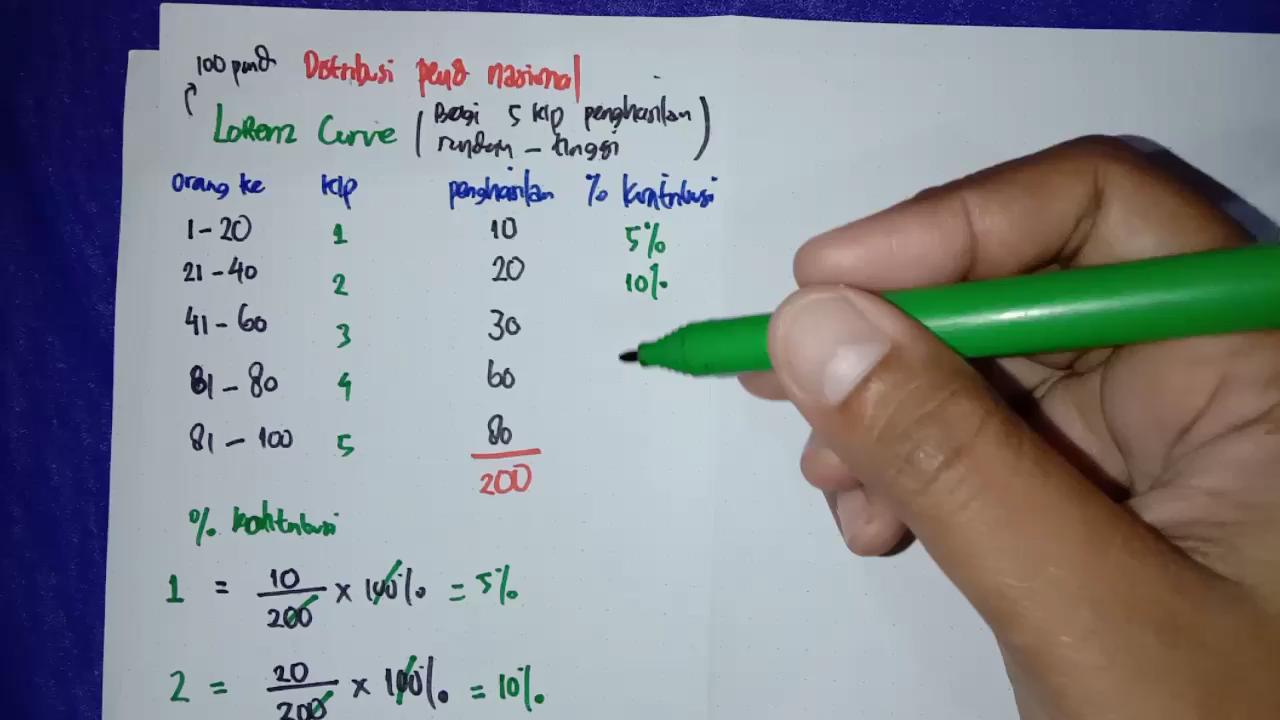 100 pend Distribusi pend nasional
Lorenz Curve ( Bagi 5 klp penghasilan
rendam - tinggi )
orang ke klp penghasilan % kontribusi
1-20 1 10 5%
21-40 2 20 10%
41-60 3 30
81-80 4 60
81-100 5 80
200
% kontribusi
1 = 10/200 x 100% = 5%
2 = 20/200 x 100% = 10%